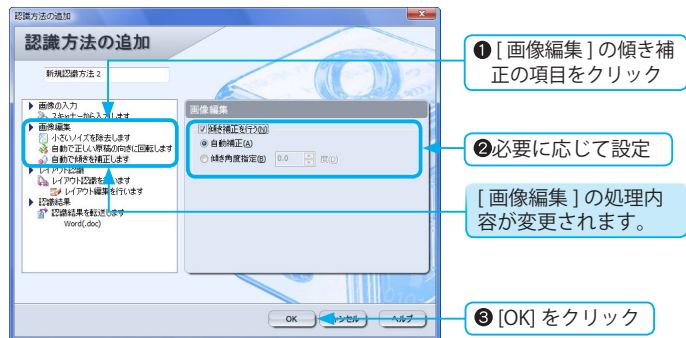 認識方法の追加
認識方法の追加
新規認識方法 2
画像の入力
スキャナーから入力します
画像編集
小さいノイズを除去します
自動で正しい原稿の向きに回転します
自動で傾きを補正します
レイアウト認識
レイアウト認識を行います
レイアウト編集を行います
認識結果
認識結果を転送します
Word(.doc)
画像編集
傾き補正を行う(N)
自動補正(A)
傾き角度指定(B) 0.0 度(D)
OK
キャンセル
ヘルプ
❶ [ 画像編集 ] の傾き補
正の項目をクリック
❷必要に応じて設定
[ 画像編集 ] の処理内
容が変更されます。
❸ [OK] をクリック